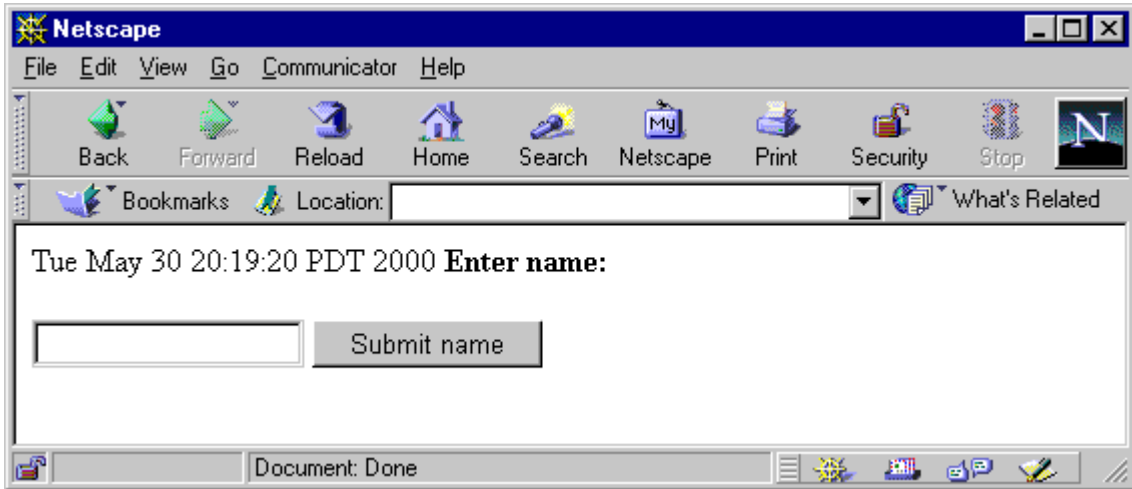 Netscape
File Edit View Go Communicator Help
My N
Back Forward Reload Home Search Netscape Print Security Stop
Bookmarks Location: What's Related
Tue May 30 20:19:20 PDT 2000 Enter name:
Submit name
Document: Done